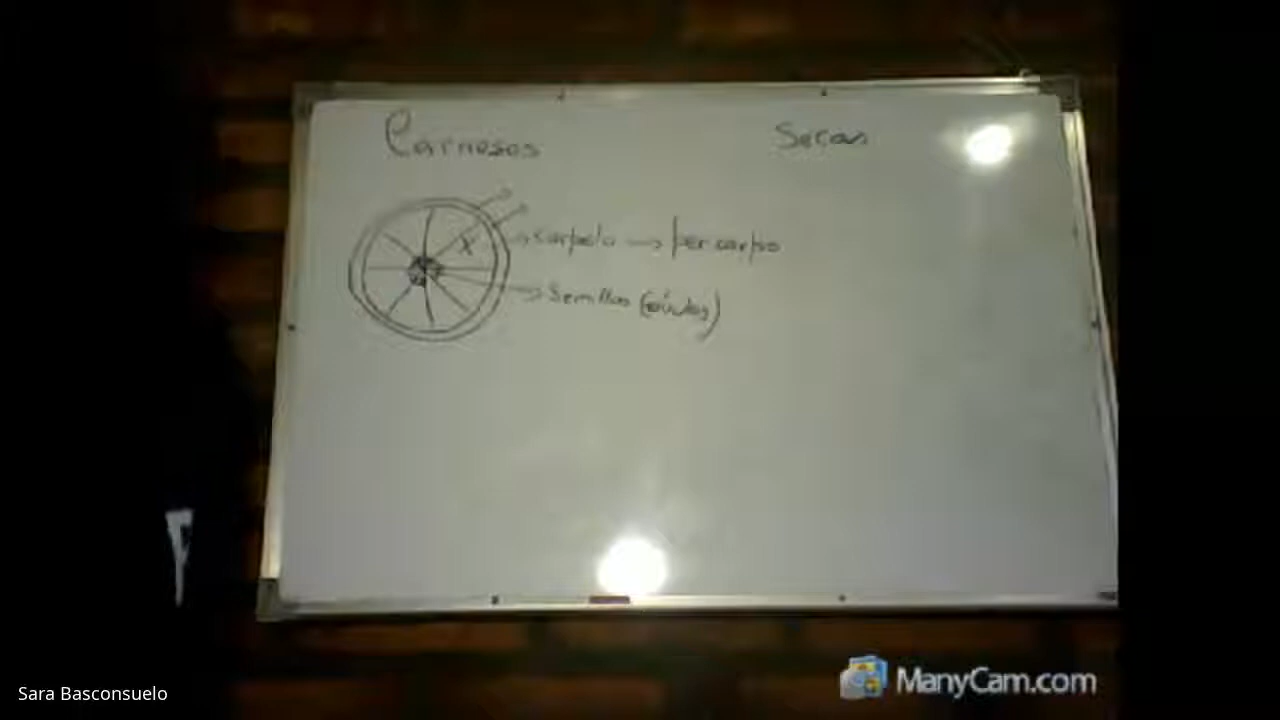 Carnosos
Secas
x
carpelo → pericarpo
Semillas (óvulos)
Sara Basconsuelo
ManyCam.com